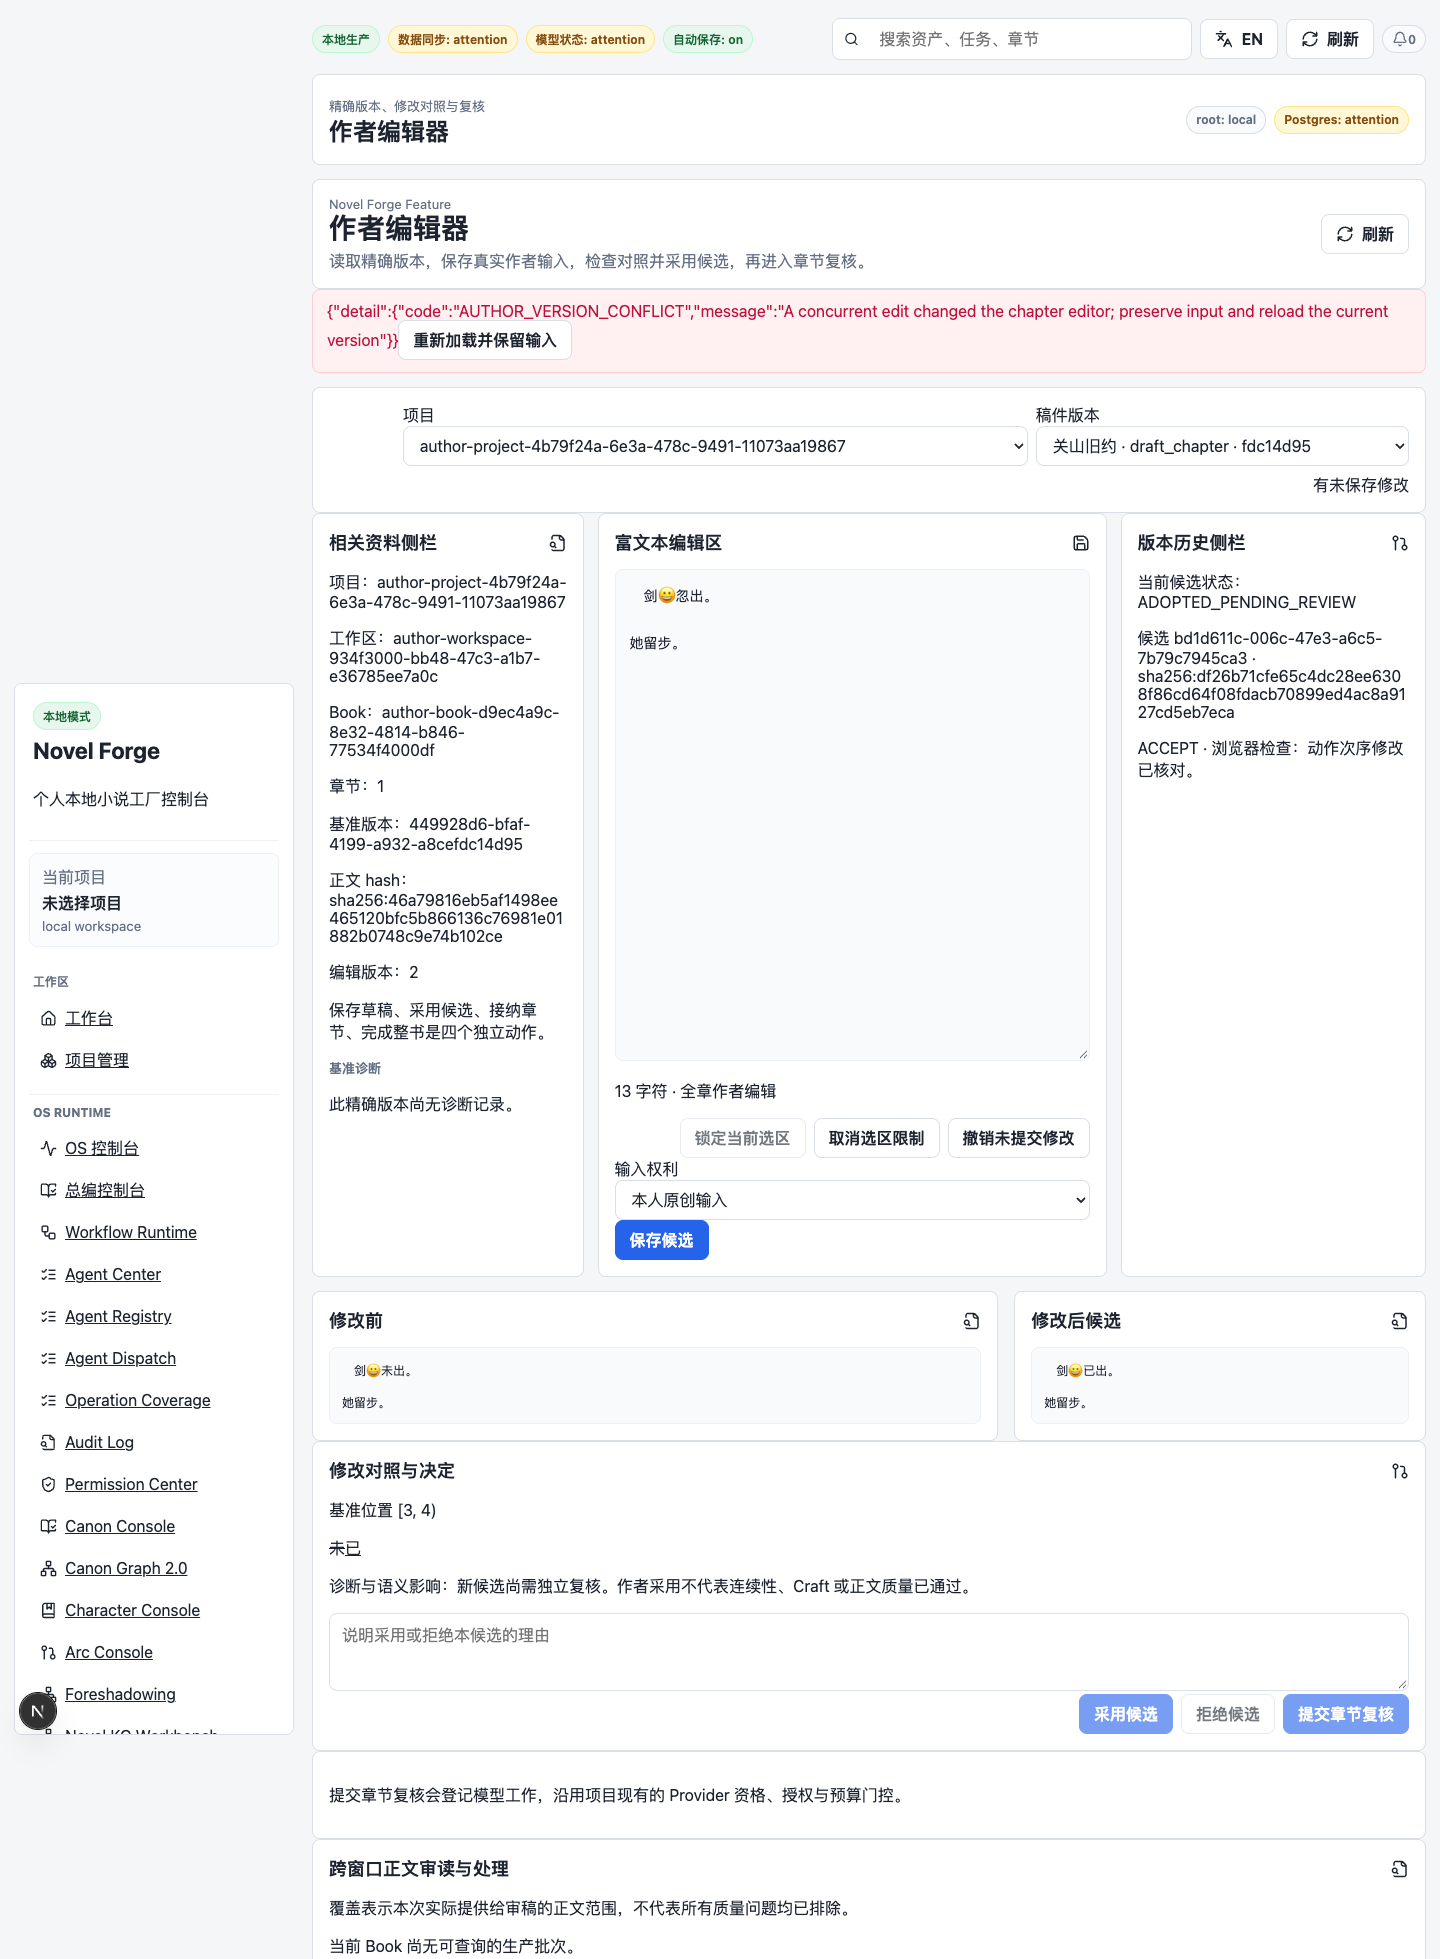 本地生产
数据同步: attention
模型状态: attention
自动保存: on
搜索资产、任务、章节
EN
刷新
0
精确版本、修改对照与复核
作者编辑器
root: local
Postgres: attention
Novel Forge Feature
作者编辑器
读取精确版本，保存真实作者输入，检查对照并采用候选，再进入章节复核。
刷新
{"detail":{"code":"AUTHOR_VERSION_CONFLICT","message":"A concurrent edit changed the chapter editor; preserve input and reload the current
version"}}
重新加载并保留输入
项目
author-project-4b79f24a-6e3a-478c-9491-11073aa19867
稿件版本
关山旧约 · draft_chapter · fdc14d95
有未保存修改
本地模式
Novel Forge
个人本地小说工厂控制台
当前项目
未选择项目
local workspace
工作区
工作台
项目管理
OS RUNTIME
OS 控制台
总编控制台
Workflow Runtime
Agent Center
Agent Registry
Agent Dispatch
Operation Coverage
Audit Log
Permission Center
Canon Console
Canon Graph 2.0
Character Console
Arc Console
Foreshadowing
N
相关资料侧栏
项目：author-project-4b79f24a-
6e3a-478c-9491-11073aa19867
工作区：author-workspace-
934f3000-bb48-47c3-a1b7-
e36785ee7a0c
Book：author-book-d9ec4a9c-
8e32-4814-b846-
77534f4000df
章节：1
基准版本：449928d6-bfaf-
4199-a932-a8cefdc14d95
正文 hash：
sha256:46a79816eb5af1498ee
465120bfc5b866136c76981e01
882b0748c9e74b102ce
编辑版本：2
保存草稿、采用候选、接纳章
节、完成整书是四个独立动作。
基准诊断
此精确版本尚无诊断记录。
富文本编辑区
剑😀忽出。
她留步。
13 字符 · 全章作者编辑
锁定当前选区
取消选区限制
撤销未提交修改
输入权利
本人原创输入
保存候选
版本历史侧栏
当前候选状态：
ADOPTED_PENDING_REVIEW
候选 bd1d611c-006c-47e3-a6c5-
7b79c7945ca3 ·
sha256:df26b71cfe65c4dc28ee630
8f86cd64f08fdacb70899ed4ac8a91
27cd5eb7eca
ACCEPT · 浏览器检查：动作次序修改
已核对。
修改前
剑😀未出。
她留步。
修改后候选
剑😀已出。
她留步。
修改对照与决定
基准位置 [3, 4)
未已
诊断与语义影响：新候选尚需独立复核。作者采用不代表连续性、Craft 或正文质量已通过。
说明采用或拒绝本候选的理由
采用候选
拒绝候选
提交章节复核
提交章节复核会登记模型工作，沿用项目现有的 Provider 资格、授权与预算门控。
跨窗口正文审读与处理
覆盖表示本次实际提供给审稿的正文范围，不代表所有质量问题均已排除。
当前 Book 尚无可查询的生产批次。